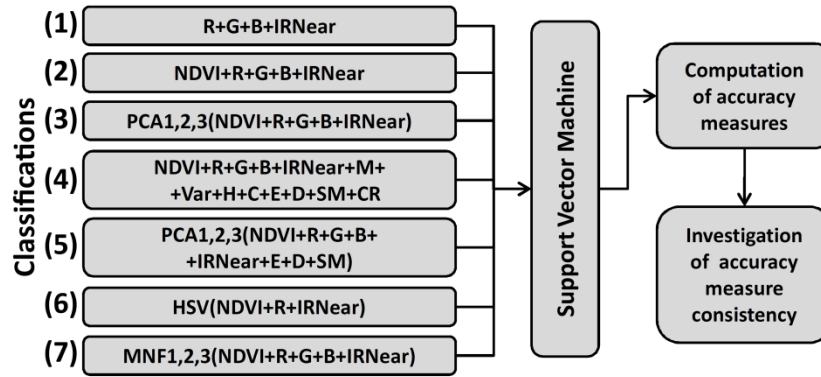 Classifications
(1) R+G+B+IRNear
(2) NDVI+R+G+B+IRNear
(3) PCA1,2,3(NDVI+R+G+B+IRNear)
(4) NDVI+R+G+B+IRNear+M+
+Var+H+C+E+D+SM+CR
(5) PCA1,2,3(NDVI+R+G+B+
+IRNear+E+D+SM)
(6) HSV(NDVI+R+IRNear)
(7) MNF1,2,3(NDVI+R+G+B+IRNear)
Support Vector Machine
Computation
of accuracy
measures
Investigation
of accuracy
measure
consistency